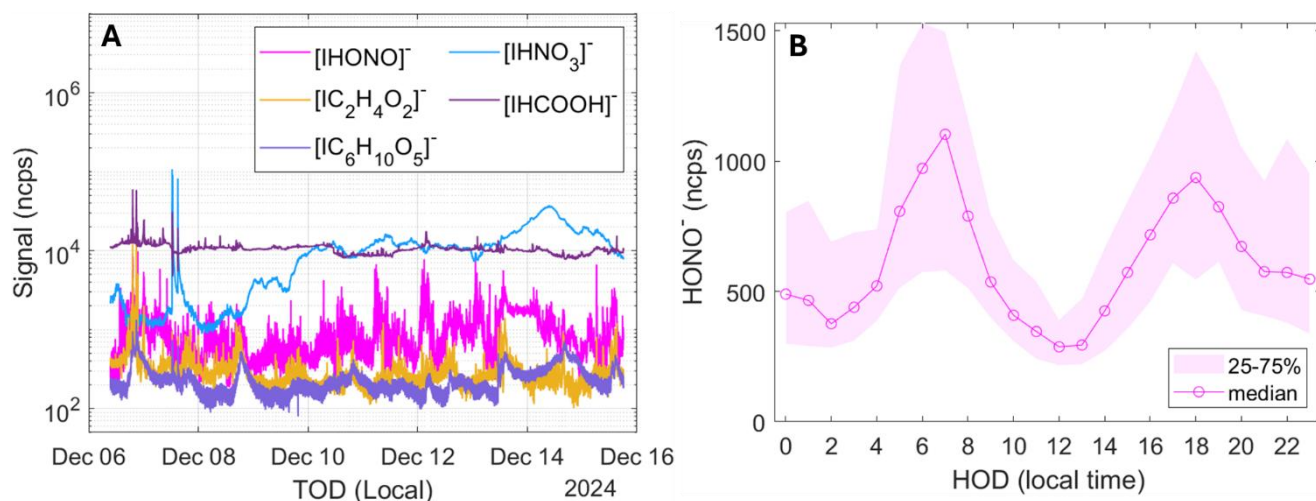 A
[IHONO]⁻
[IC₂H₄O₂]⁻
[IC₆H₁₀O₅]⁻
[IHNO₃]⁻
[IHCOOH]⁻
Signal (ncps)
10⁶
10⁴
10²
Dec 06 Dec 08 Dec 10 Dec 12 Dec 14 Dec 16
TOD (Local)
2024
B
HONO⁻ (ncps)
1500
1000
500
0
25-75%
median
0 2 4 6 8 10 12 14 16 18 20 22
HOD (local time)